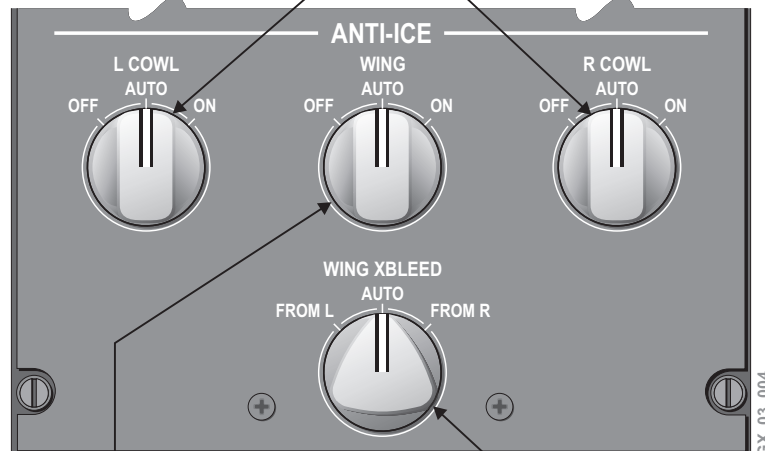 ANTI-ICE
L COWL
WING
R COWL
AUTO
OFF
ON
AUTO
OFF
ON
AUTO
OFF
ON
WING XBLEED
AUTO
FROM L
FROM R
GX_03_004